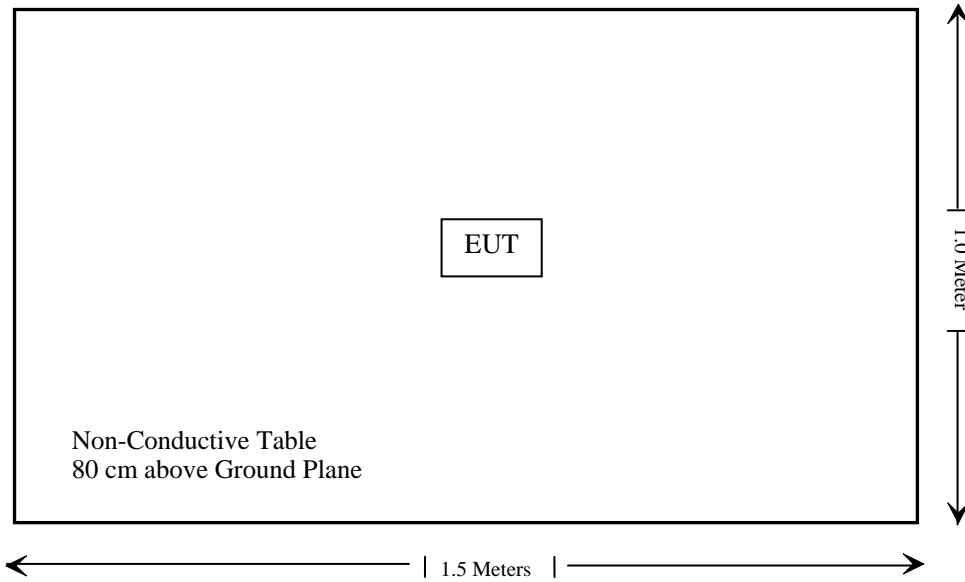 EUT
1.0 Meter
Non-Conductive Table
80 cm above Ground Plane
1.5 Meters